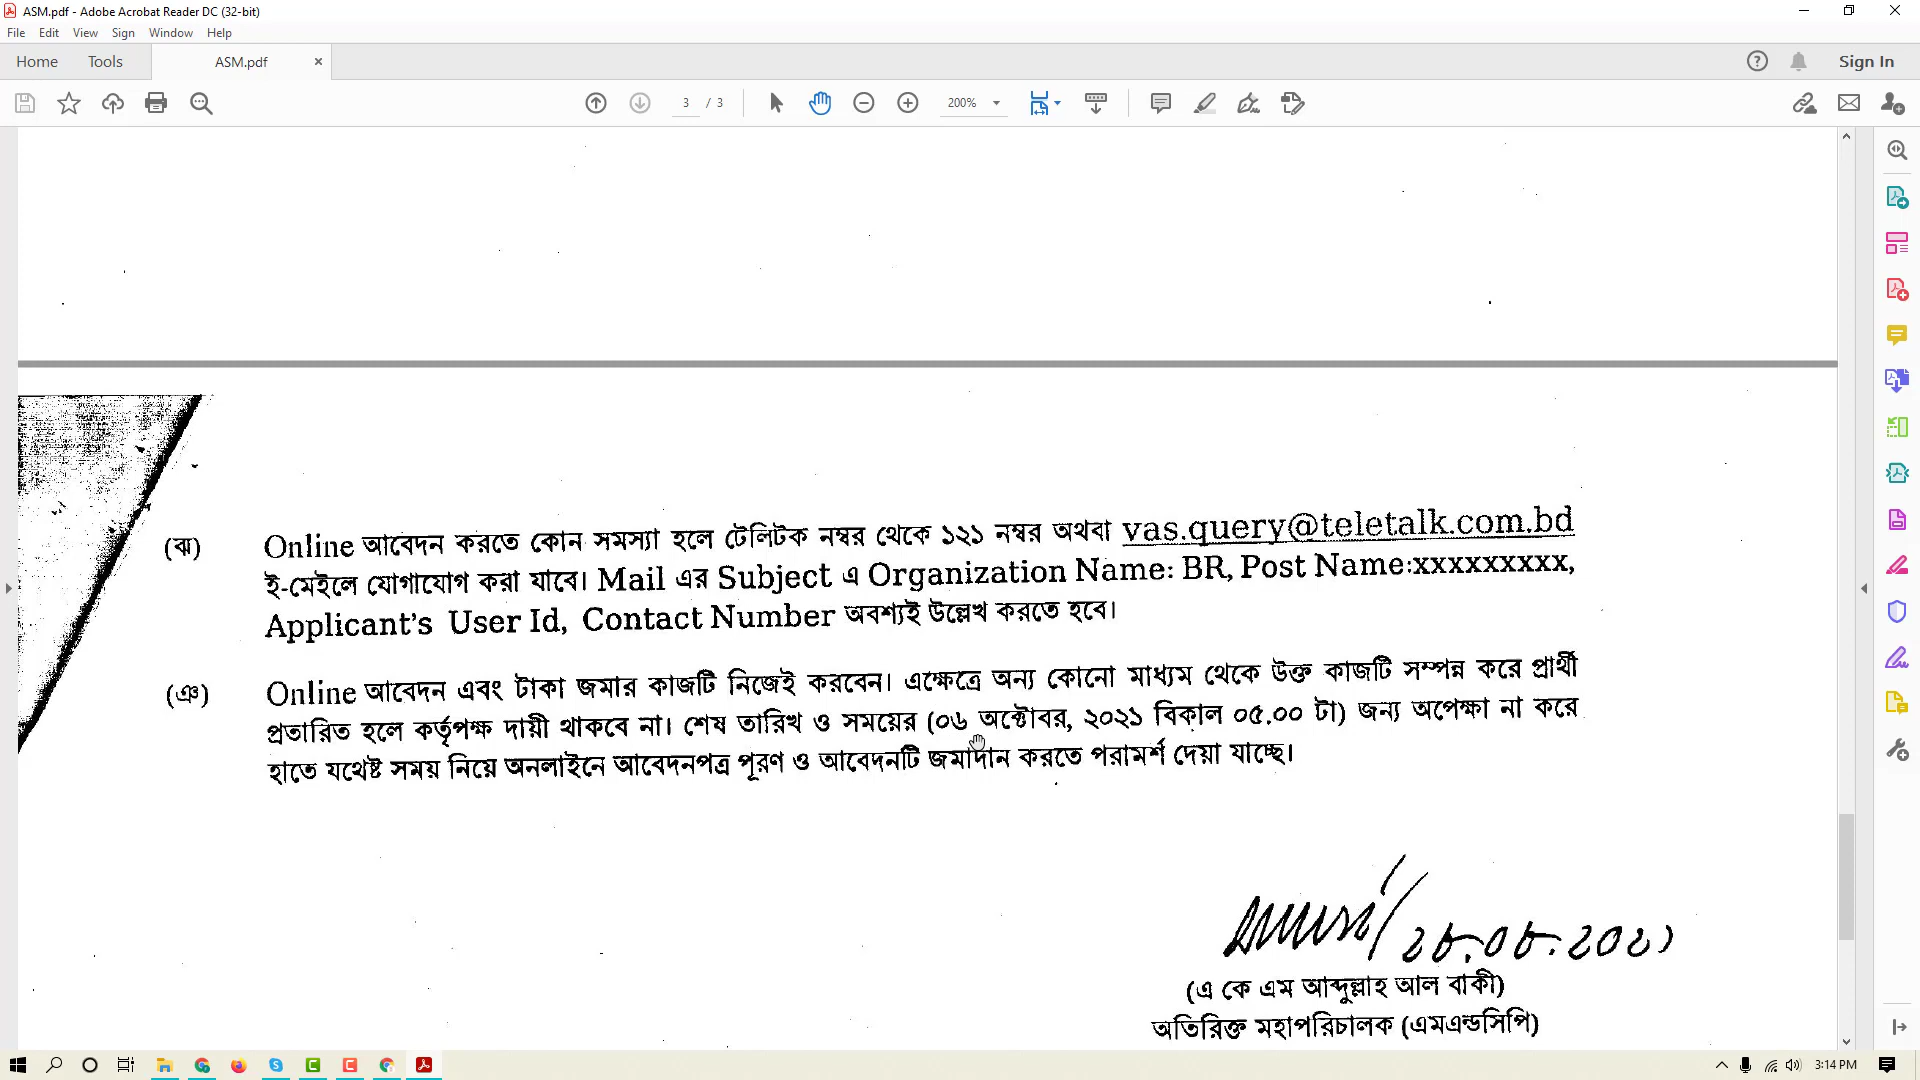 ASM.pdf - Adobe Acrobat Reader DC (32-bit)
File Edit View Sign Window Help
Home Tools ASM.pdf Sign In
3 / 3 200%
(ঝ) Online আবেদন করতে কোন সমস্যা হলে টেলিটক নম্বর থেকে ১২১ নম্বর অথবা vas.query@teletalk.com.bd
ই-মেইলে যোগাযোগ করা যাবে। Mail এর Subject এ Organization Name: BR, Post Name:xxxxxxxxx,
Applicant's User Id, Contact Number অবশ্যই উল্লেখ করতে হবে।
(ঞ) Online আবেদন এবং টাকা জমার কাজটি নিজেই করবেন। এক্ষেত্রে অন্য কোনো মাধ্যম থেকে উক্ত কাজটি সম্পন্ন করে প্রার্থী
প্রতারিত হলে কর্তৃপক্ষ দায়ী থাকবে না। শেষ তারিখ ও সময়ের (০৬ অক্টোবর, ২০২১ বিকাল ০৫.০০ টা) জন্য অপেক্ষা না করে
হাতে যথেষ্ট সময় নিয়ে অনলাইনে আবেদনপত্র পূরণ ও আবেদনটি জমাদান করতে পরামর্শ দেয়া যাচ্ছে।
(এ কে এম আব্দুল্লাহ আল বাকী)
অতিরিক্ত মহাপরিচালক (এমএন্ডসিপি)
3:14 PM